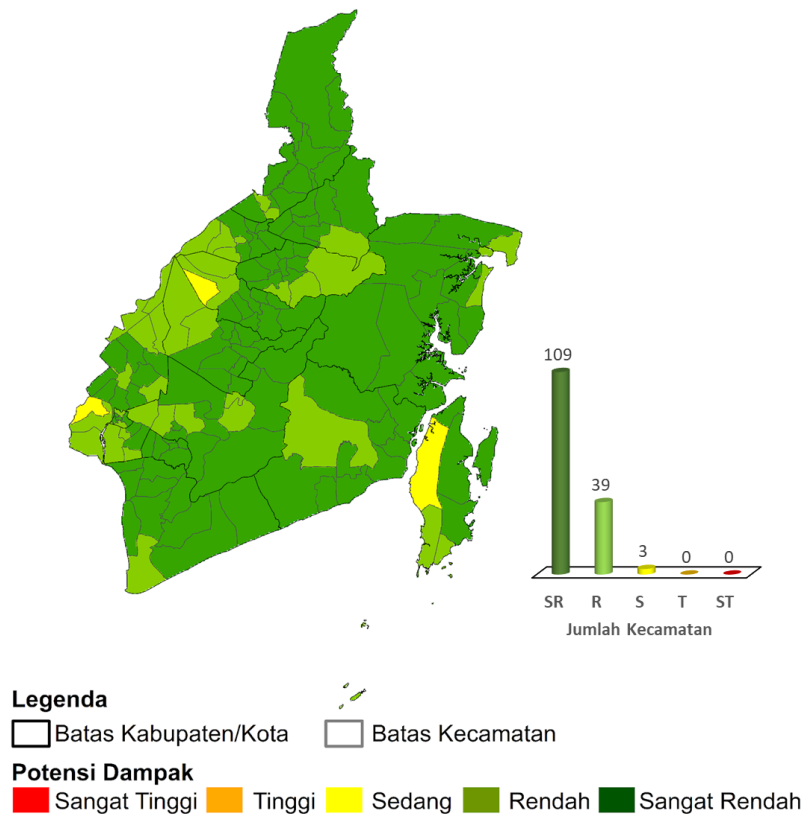 109
39
3
0
0
SR R S T ST
Jumlah Kecamatan
Legenda
Batas Kabupaten/Kota Batas Kecamatan
Potensi Dampak
Sangat Tinggi Tinggi Sedang Rendah Sangat Rendah